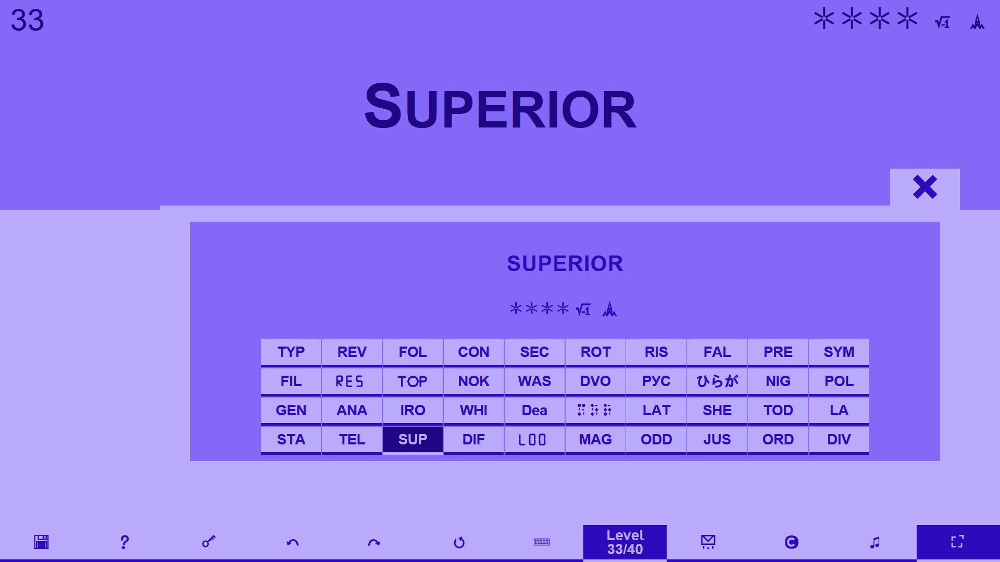 33
SUPERIOR
SUPERIOR
TYP REV FOL CON SEC ROT RIS FAL PRE SYM
FIL RES TOP NOK WAS DVO РУС ひらが NIG POL
GEN ANA IRO WHI Dea LAT SHE TOD LA
STA TEL SUP DIF LOO MAG ODD JUS ORD DIV
Level
33/40